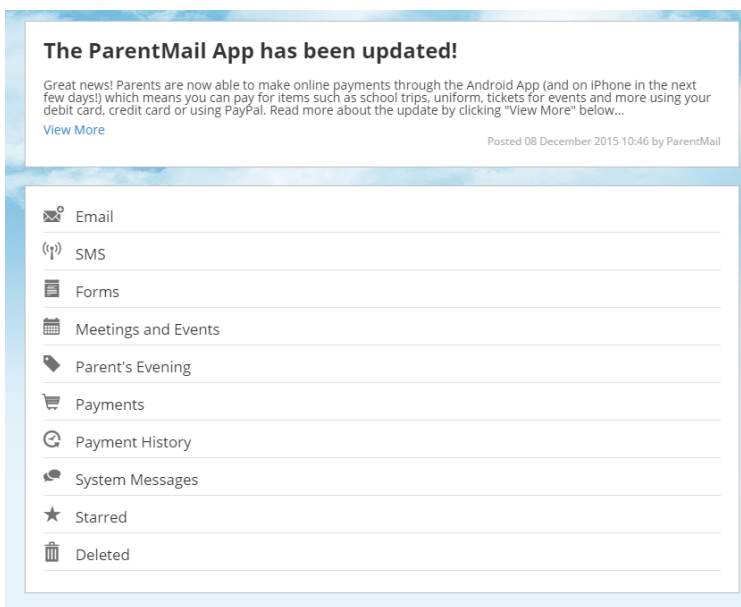 The ParentMail App has been updated!
Great news! Parents are now able to make online payments through the Android App (and on iPhone in the next
few days!) which means you can pay for items such as school trips, uniform, tickets for events and more using your
debit card, credit card or using PayPal. Read more about the update by clicking "View More" below...
View More
Posted 08 December 2015 10:46 by ParentMail
Email
SMS
Forms
Meetings and Events
Parent's Evening
Payments
Payment History
System Messages
Starred
Deleted